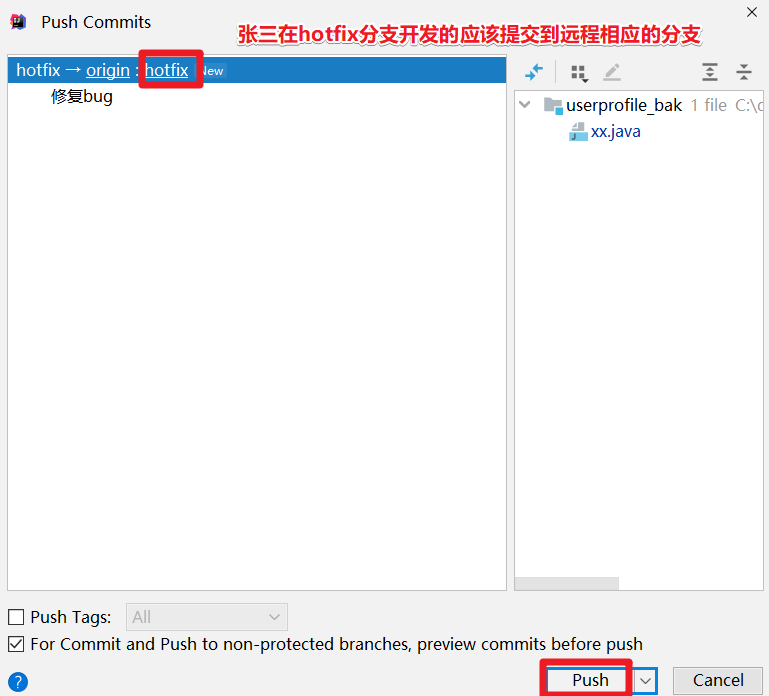 Push Commits
张三在hotfix分支开发的应该提交到远程相应的分支
hotfix → origin : hotfix New
修复bug
userprofile_bak 1 file C:\
xx.java
Push Tags: All
For Commit and Push to non-protected branches, preview commits before push
?
Push
Cancel